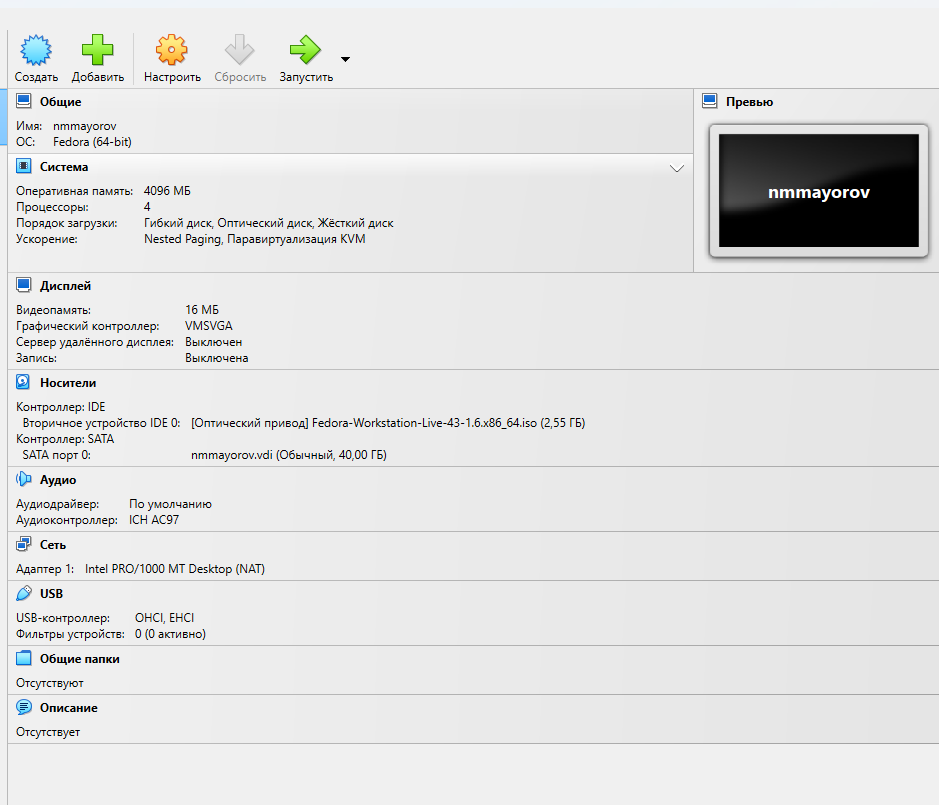 Создать Добавить Настроить Сбросить Запустить
Общие
Имя: nmmayorov
ОС: Fedora (64-bit)
Превью
nmmayorov
Система
Оперативная память: 4096 МБ
Процессоры: 4
Порядок загрузки: Гибкий диск, Оптический диск, Жёсткий диск
Ускорение: Nested Paging, Паравиртуализация KVM
Дисплей
Видеопамять: 16 МБ
Графический контроллер: VMSVGA
Сервер удалённого дисплея: Выключен
Запись: Выключена
Носители
Контроллер: IDE
Вторичное устройство IDE 0: [Оптический привод] Fedora-Workstation-Live-43-1.6.x86_64.iso (2,55 ГБ)
Контроллер: SATA
SATA порт 0: nmmayorov.vdi (Обычный, 40,00 ГБ)
Аудио
Аудиодрайвер: По умолчанию
Аудиоконтроллер: ICH AC97
Сеть
Адаптер 1: Intel PRO/1000 MT Desktop (NAT)
USB
USB-контроллер: OHCI, EHCI
Фильтры устройств: 0 (0 активно)
Общие папки
Отсутствуют
Описание
Отсутствует